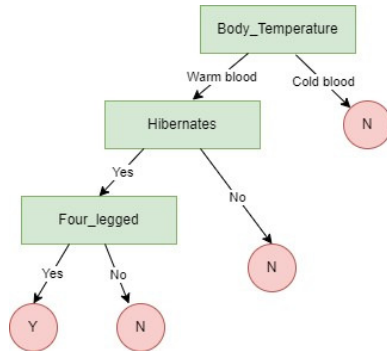 Body_Temperature
Warm blood
Cold blood
Hibernates
N
Yes
No
Four_legged
N
Yes
No
Y
N